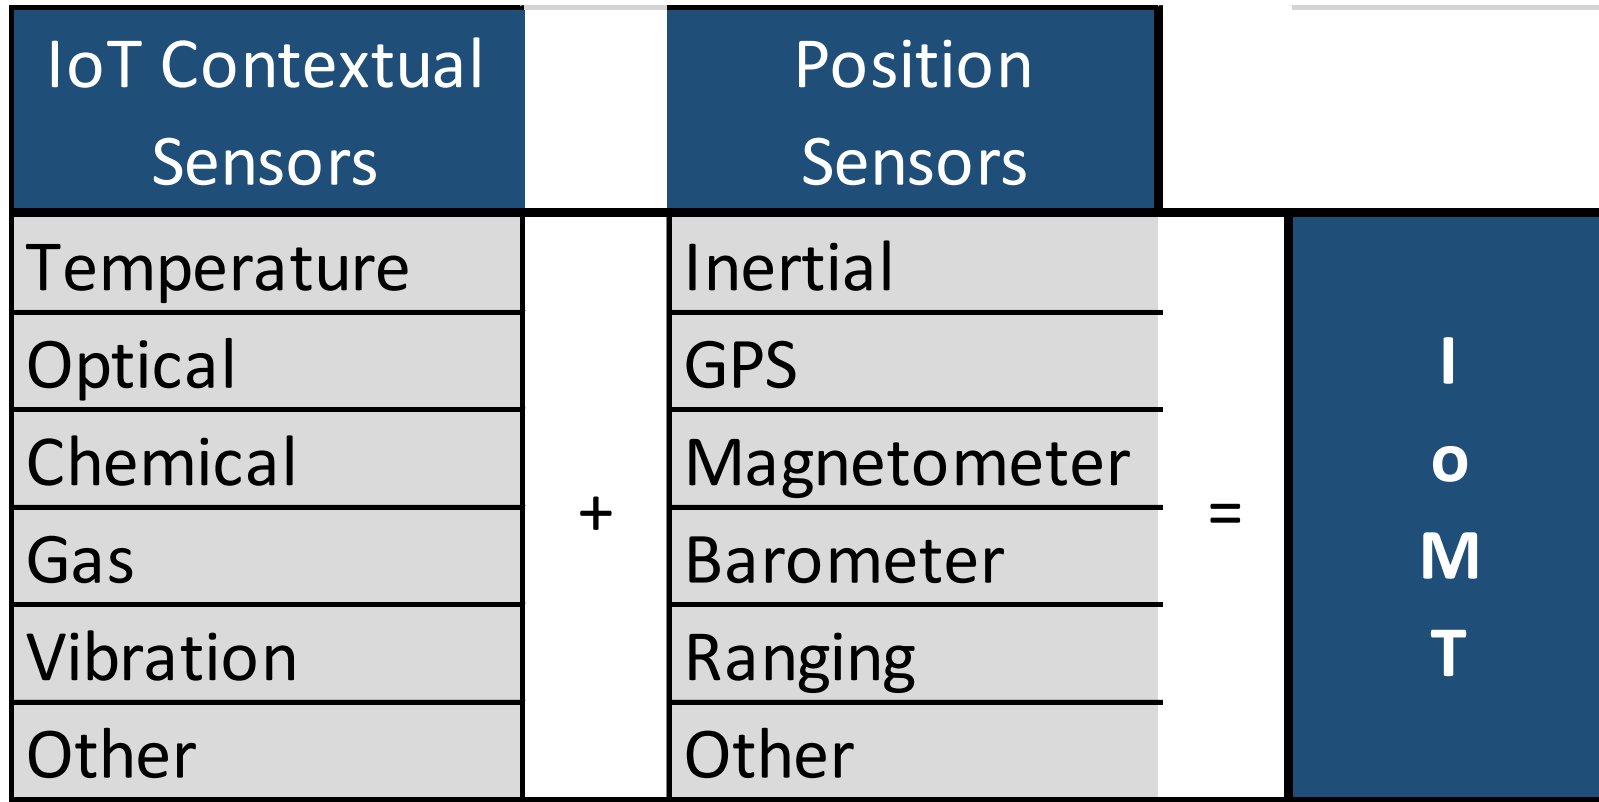 IoT Contextual
Sensors
Position
Sensors
Temperature
Optical
Chemical
Gas
Vibration
Other
+
Inertial
GPS
Magnetometer
Barometer
Ranging
Other
=
I
o
M
T